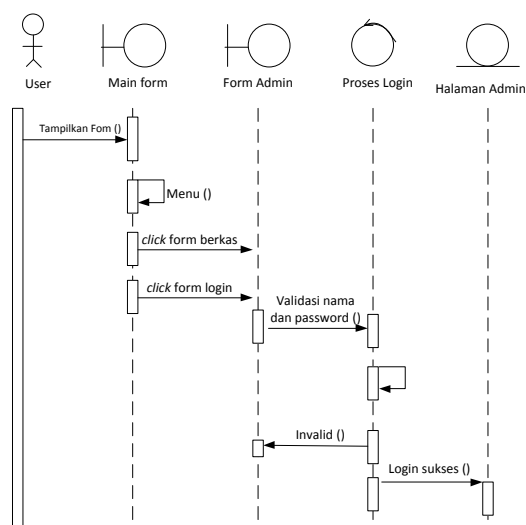 User
Main form
Form Admin
Proses Login
Halaman Admin
Tampilkan Fom ()
Menu ()
click form berkas
click form login
Validasi nama
dan password ()
Invalid ()
Login sukses ()